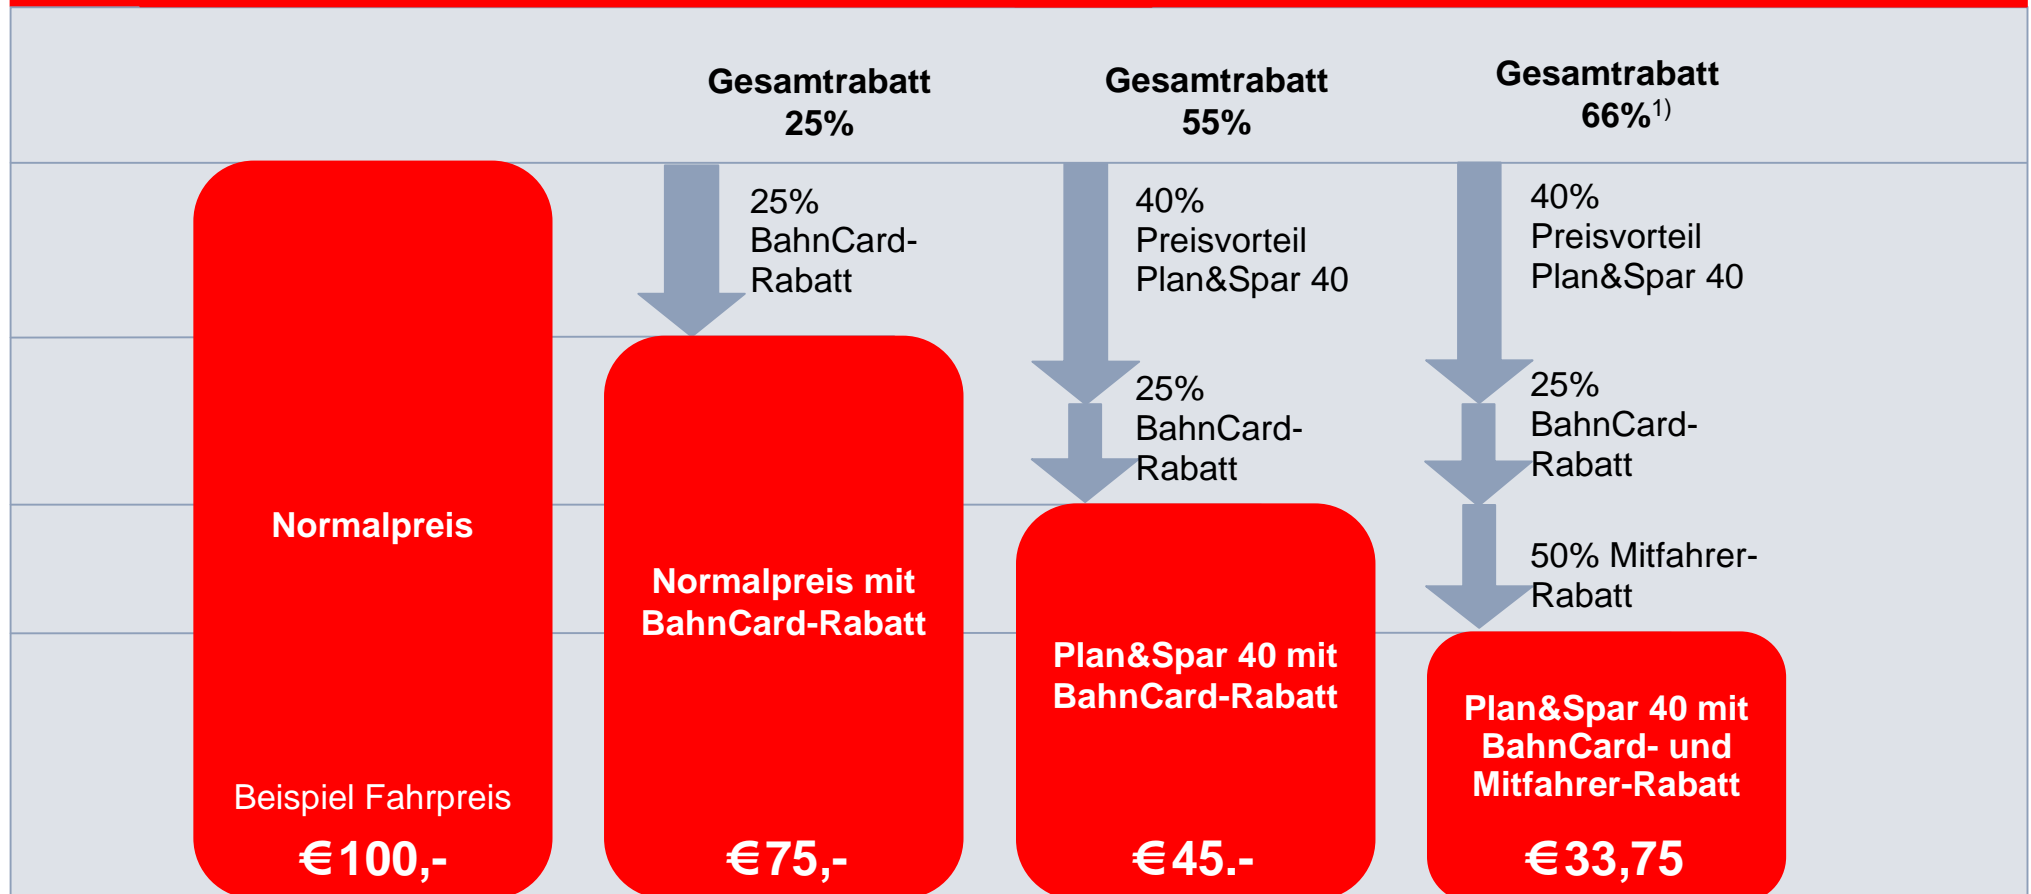 Gesamtrabatt
25%
Gesamtrabatt
55%
Gesamtrabatt
66%1)
25%
BahnCard-
Rabatt
40%
Preisvorteil
Plan&Spar 40
40%
Preisvorteil
Plan&Spar 40
25%
BahnCard-
Rabatt
25%
BahnCard-
Rabatt
50% Mitfahrer-
Rabatt
Normalpreis
Beispiel Fahrpreis
€100,-
Normalpreis mit
BahnCard-Rabatt
€75,-
Plan&Spar 40 mit
BahnCard-Rabatt
€45.-
Plan&Spar 40 mit
BahnCard- und
Mitfahrer-Rabatt
€33,75